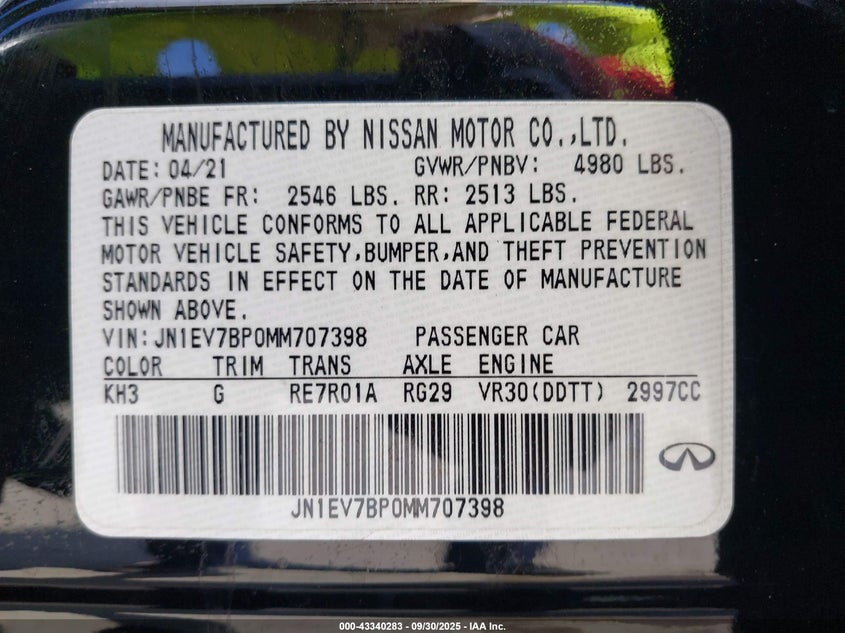 MANUFACTURED BY NISSAN MOTOR CO.,LTD.
DATE: 04/21 GVWR/PNBV: 4980 LBS.
GAWR/PNBE FR: 2546 LBS. RR: 2513 LBS.
THIS VEHICLE CONFORMS TO ALL APPLICABLE FEDERAL
MOTOR VEHICLE SAFETY,BUMPER,AND THEFT PREVENTION
STANDARDS IN EFFECT ON THE DATE OF MANUFACTURE
SHOWN ABOVE.
VIN:JN1EV7BP0MM707398 PASSENGER CAR
COLOR TRIM TRANS AXLE ENGINE
KH3 G RE7R01A RG29 VR30(DDTT) 2997CC
JN1EV7BP0MM707398
000-43340283 - 09/30/2025 - IAA Inc.